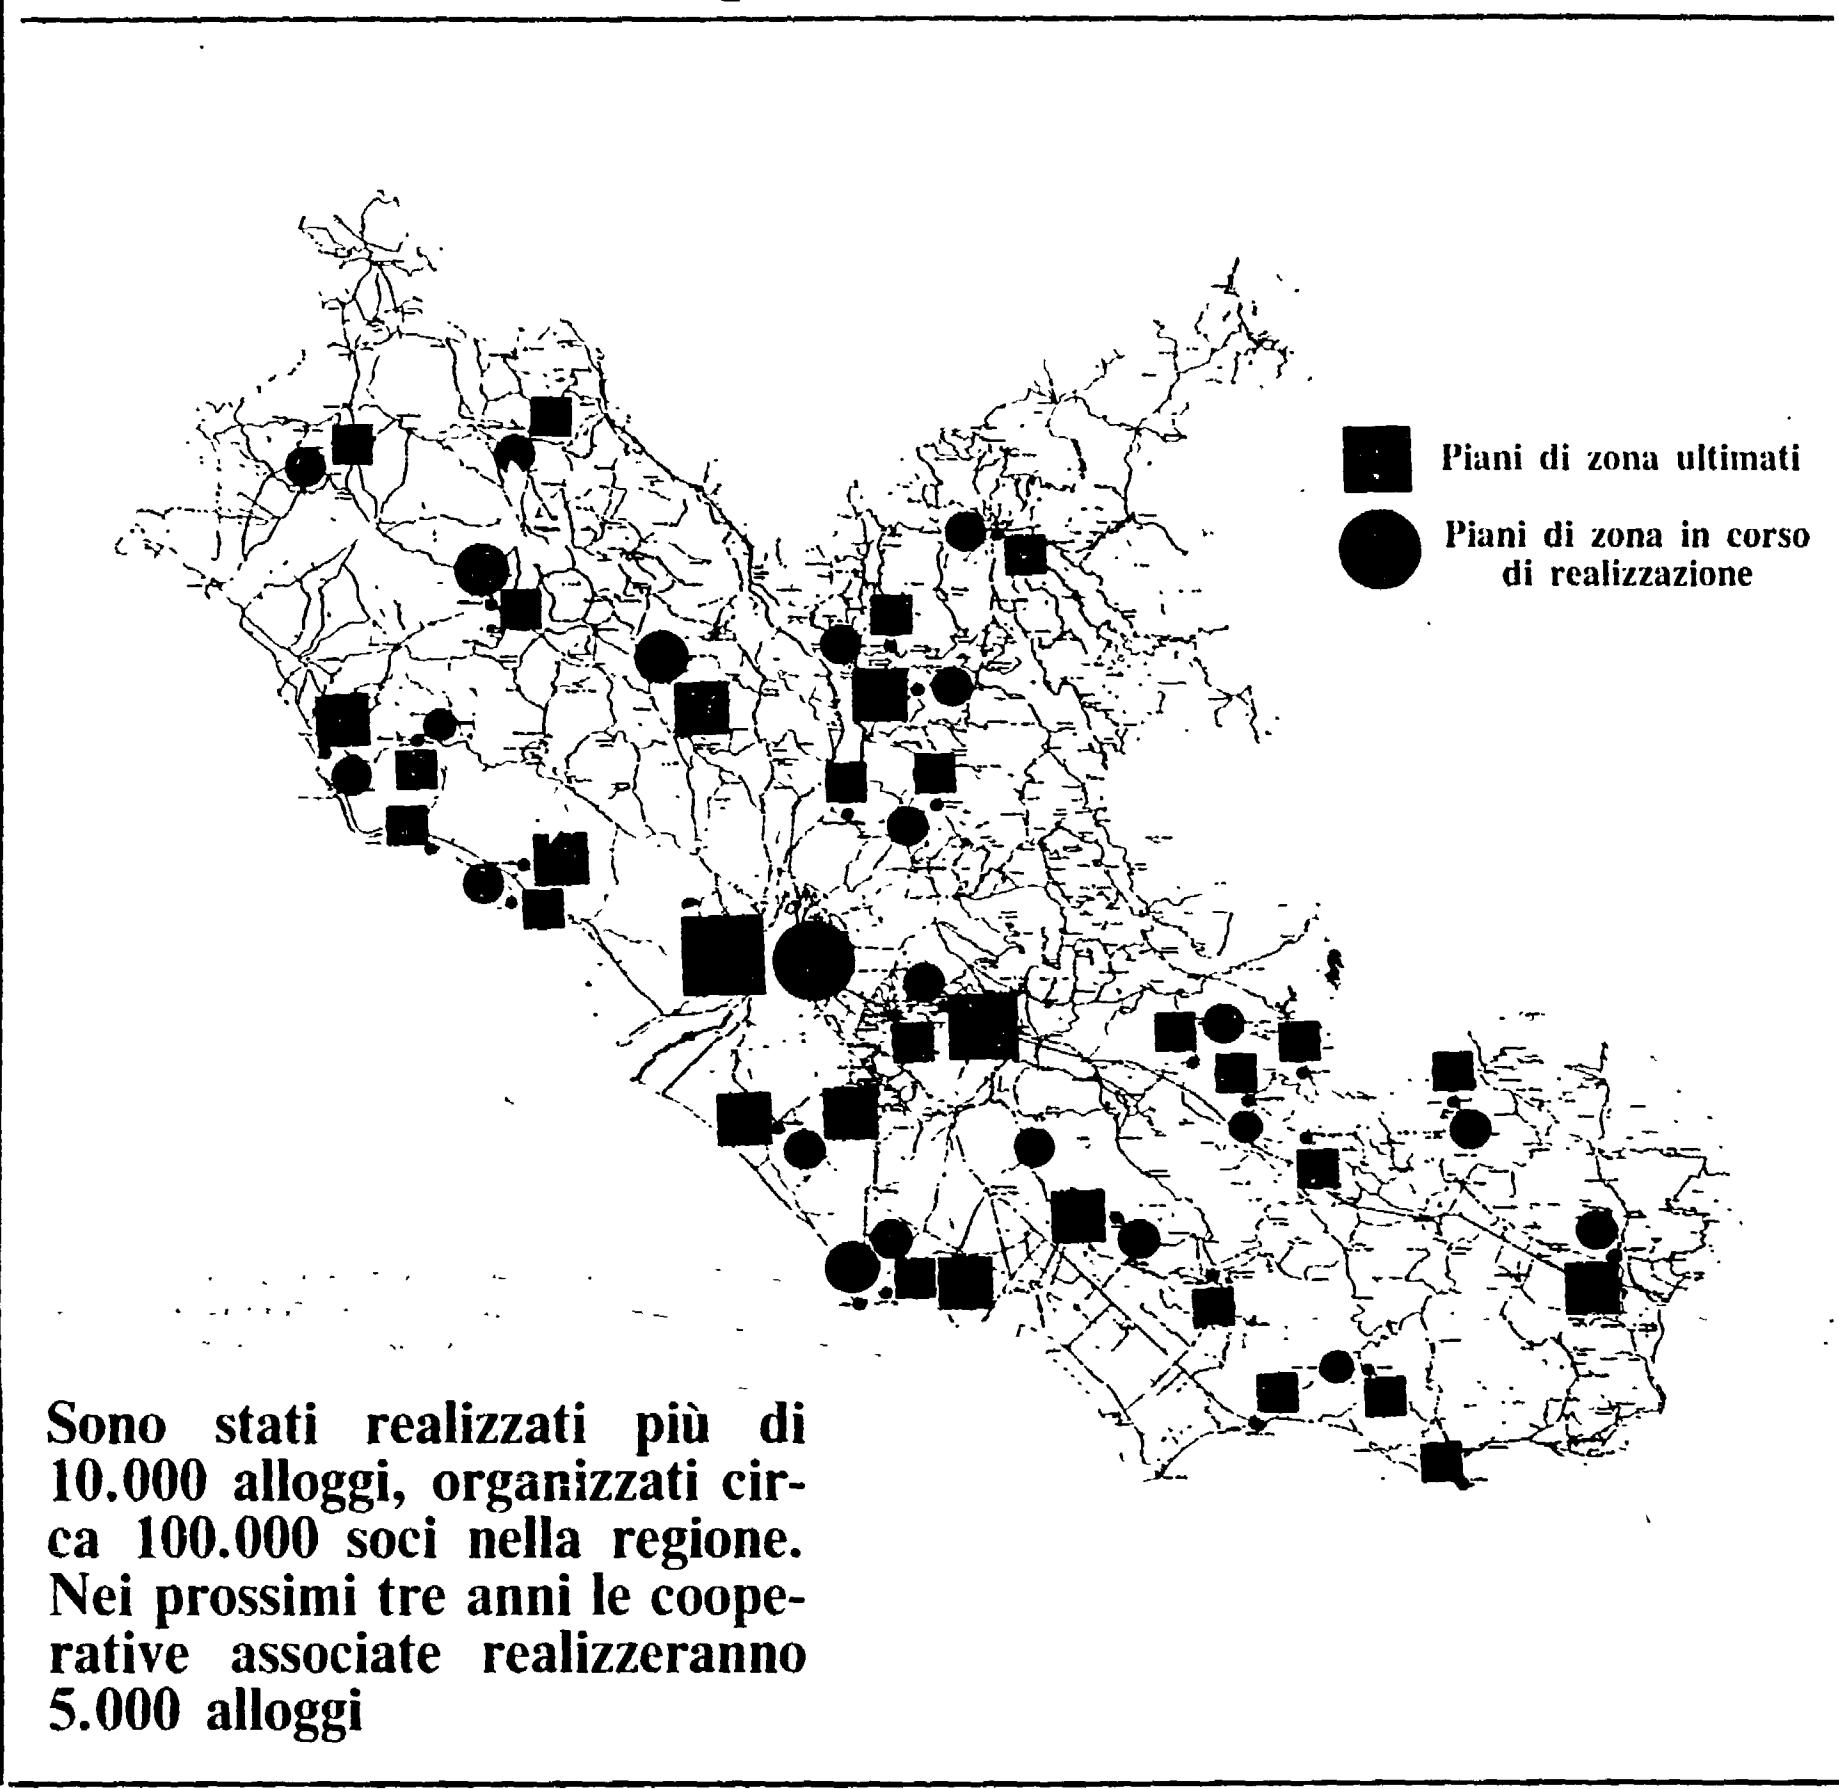 Piani di zona ultimati
Piani di zona in corso
di realizzazione
Sono stati realizzati più di
10.000 alloggi, organizzati cir-
ca 100.000 soci nella regione.
Nei prossimi tre anni le coope-
rative associate realizzeranno
5.000 alloggi